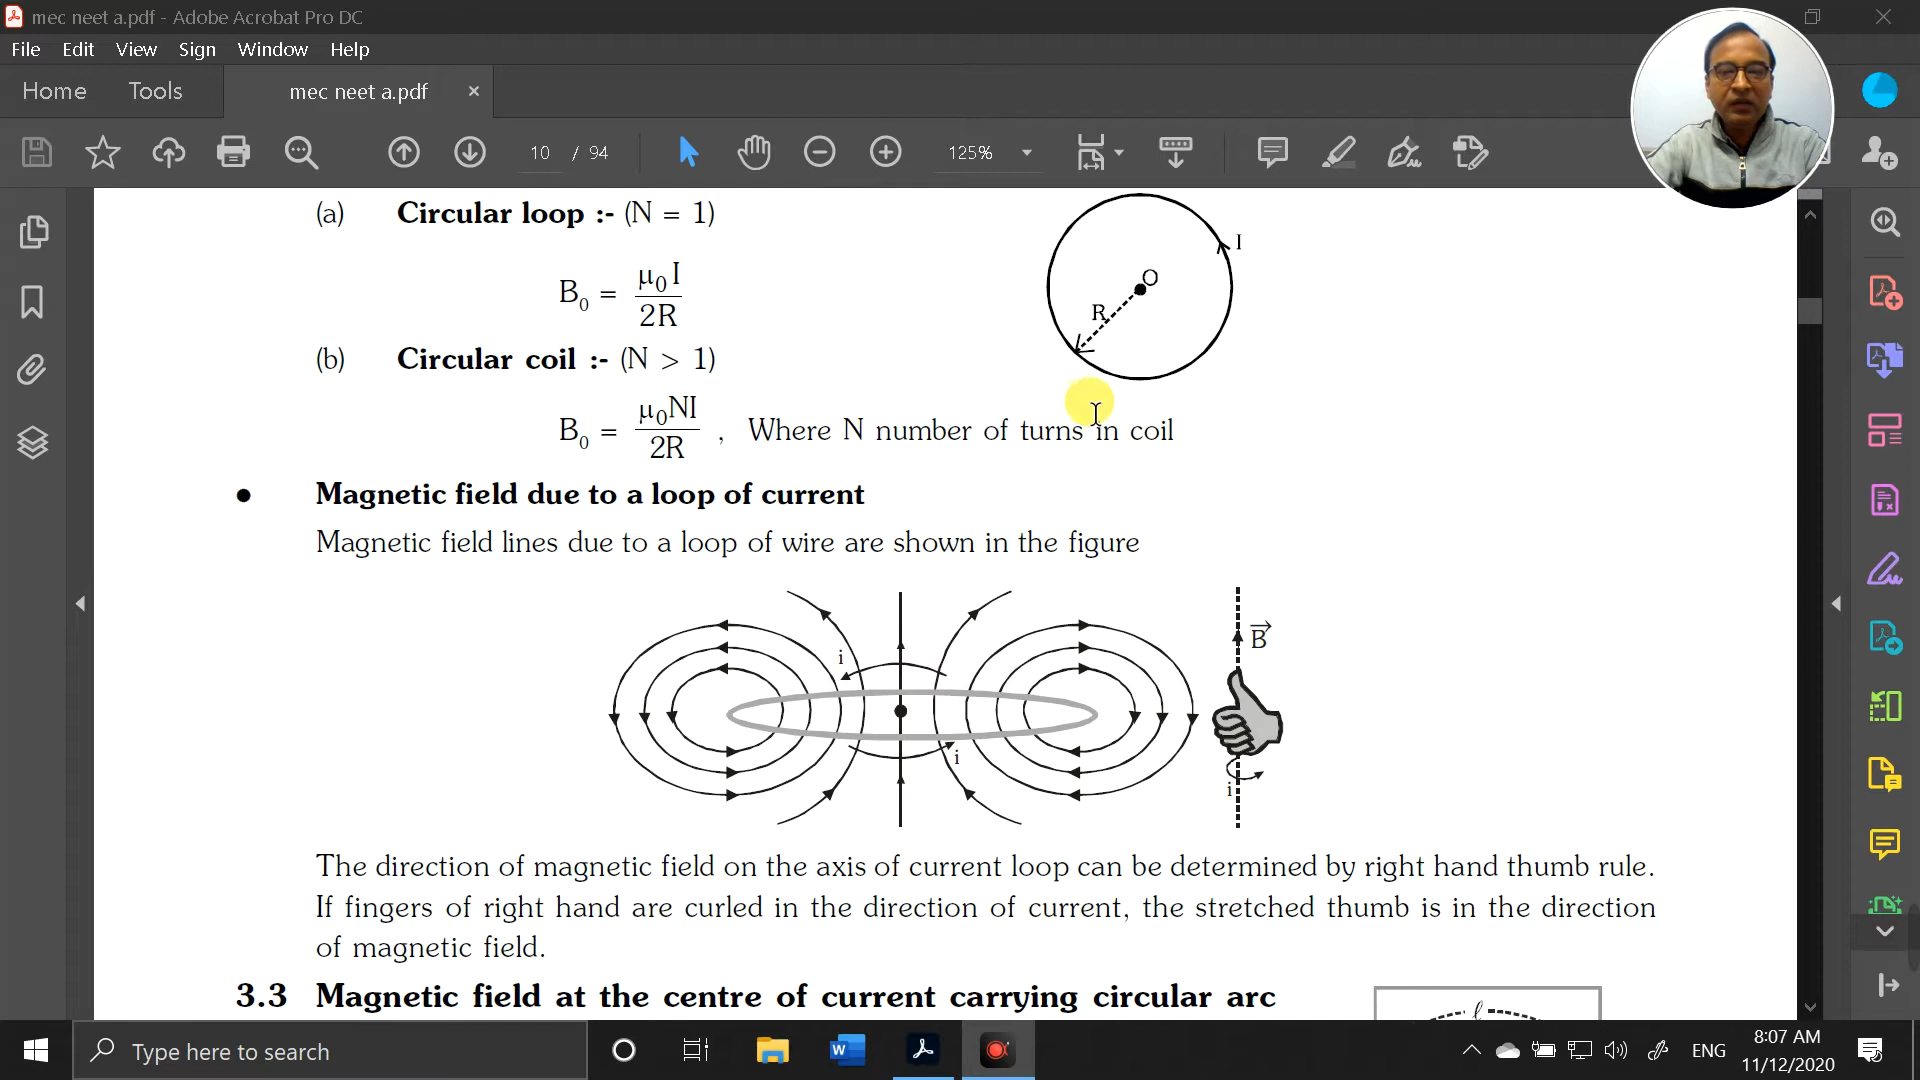 mec neet a.pdf - Adobe Acrobat Pro DC
File Edit View Sign Window Help
Home Tools mec neet a.pdf ×
10 / 94 125%
(a) Circular loop :- (N = 1)
B₀ = μ₀ I / 2R
I
O
R
(b) Circular coil :- (N > 1)
B₀ = μ₀NI / 2R , Where N number of turns in coil
● Magnetic field due to a loop of current
Magnetic field lines due to a loop of wire are shown in the figure
i
i
B⃗
i
The direction of magnetic field on the axis of current loop can be determined by right hand thumb rule.
If fingers of right hand are curled in the direction of current, the stretched thumb is in the direction
of magnetic field.
3.3 Magnetic field at the centre of current carrying circular arc
ℓ
Type here to search
W
ENG
8:07 AM
11/12/2020